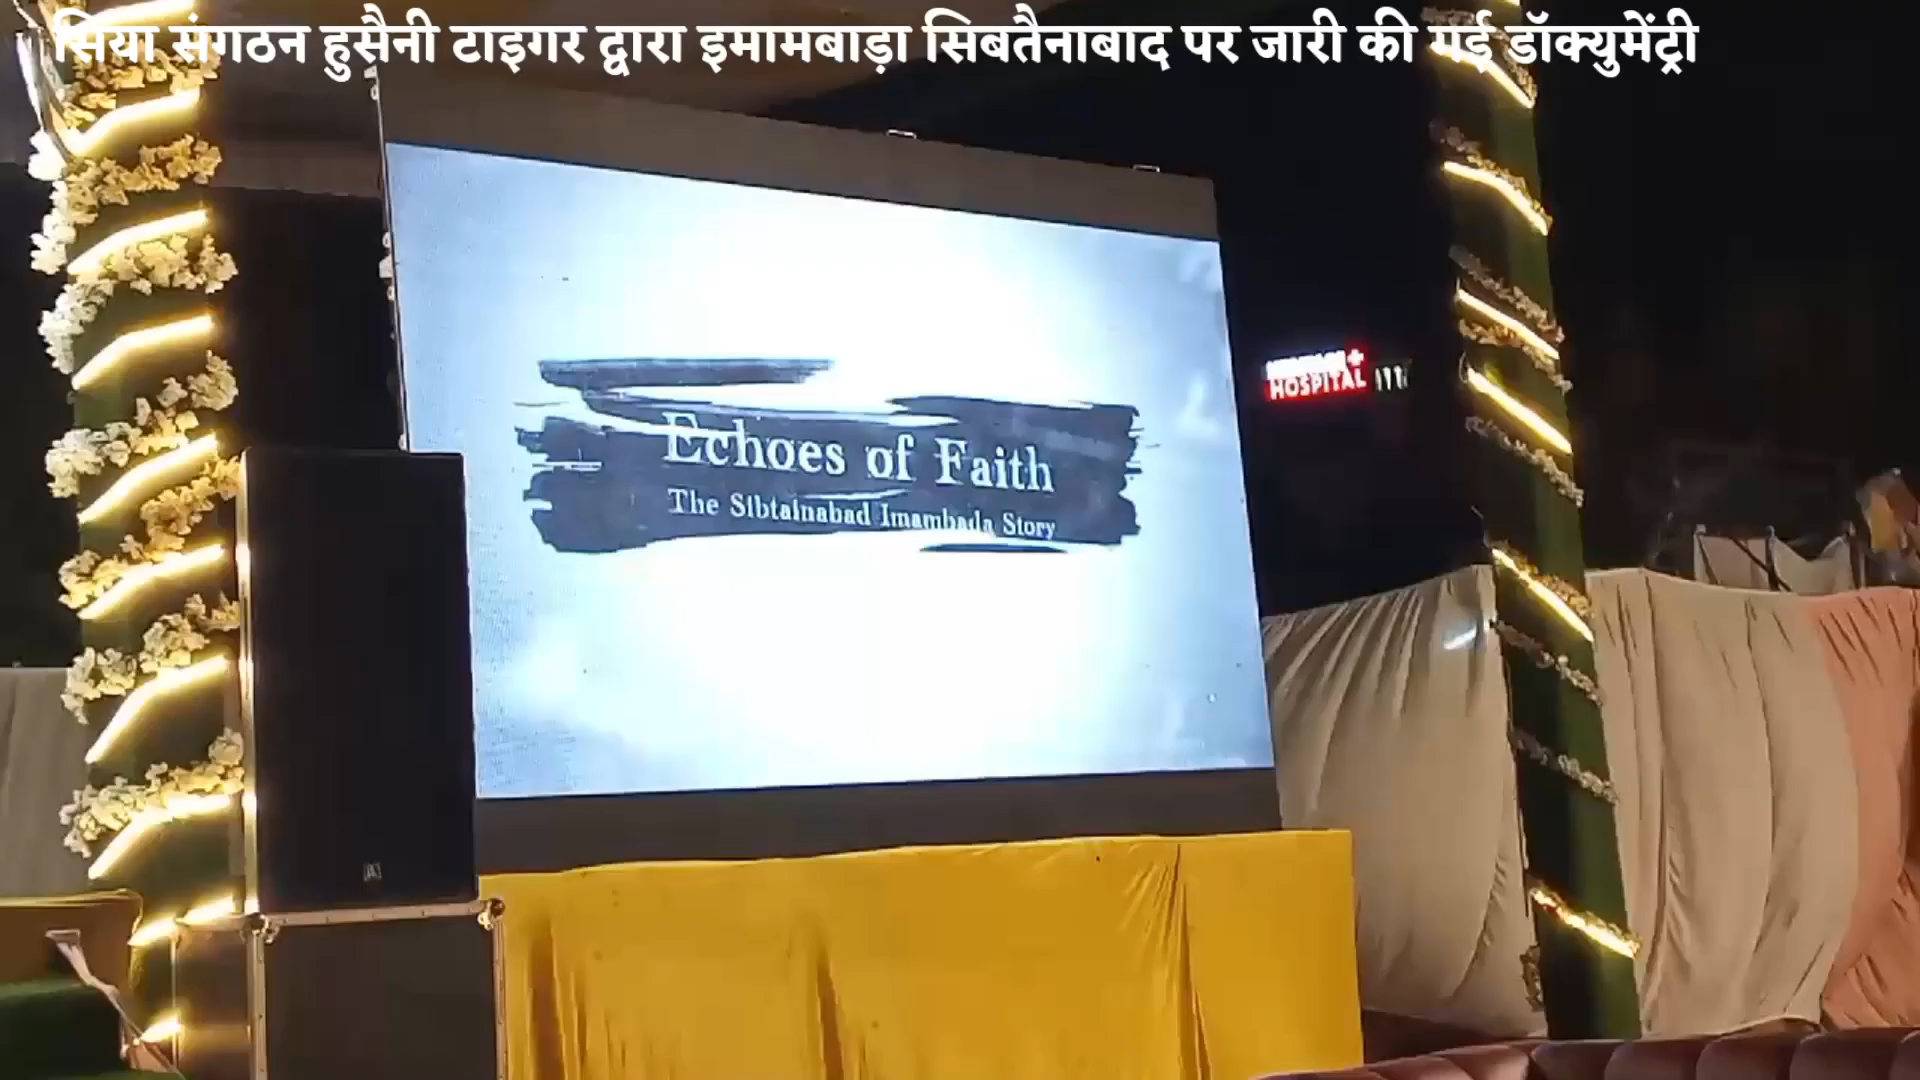 सिया संगठन हुसैनी टाइगर द्वारा इमामबाड़ा सिबतैनाबाद पर जारी की गई डॉक्युमेंट्री
Echoes of Faith
The Sibtainabad Imambada Story
HOSPITAL